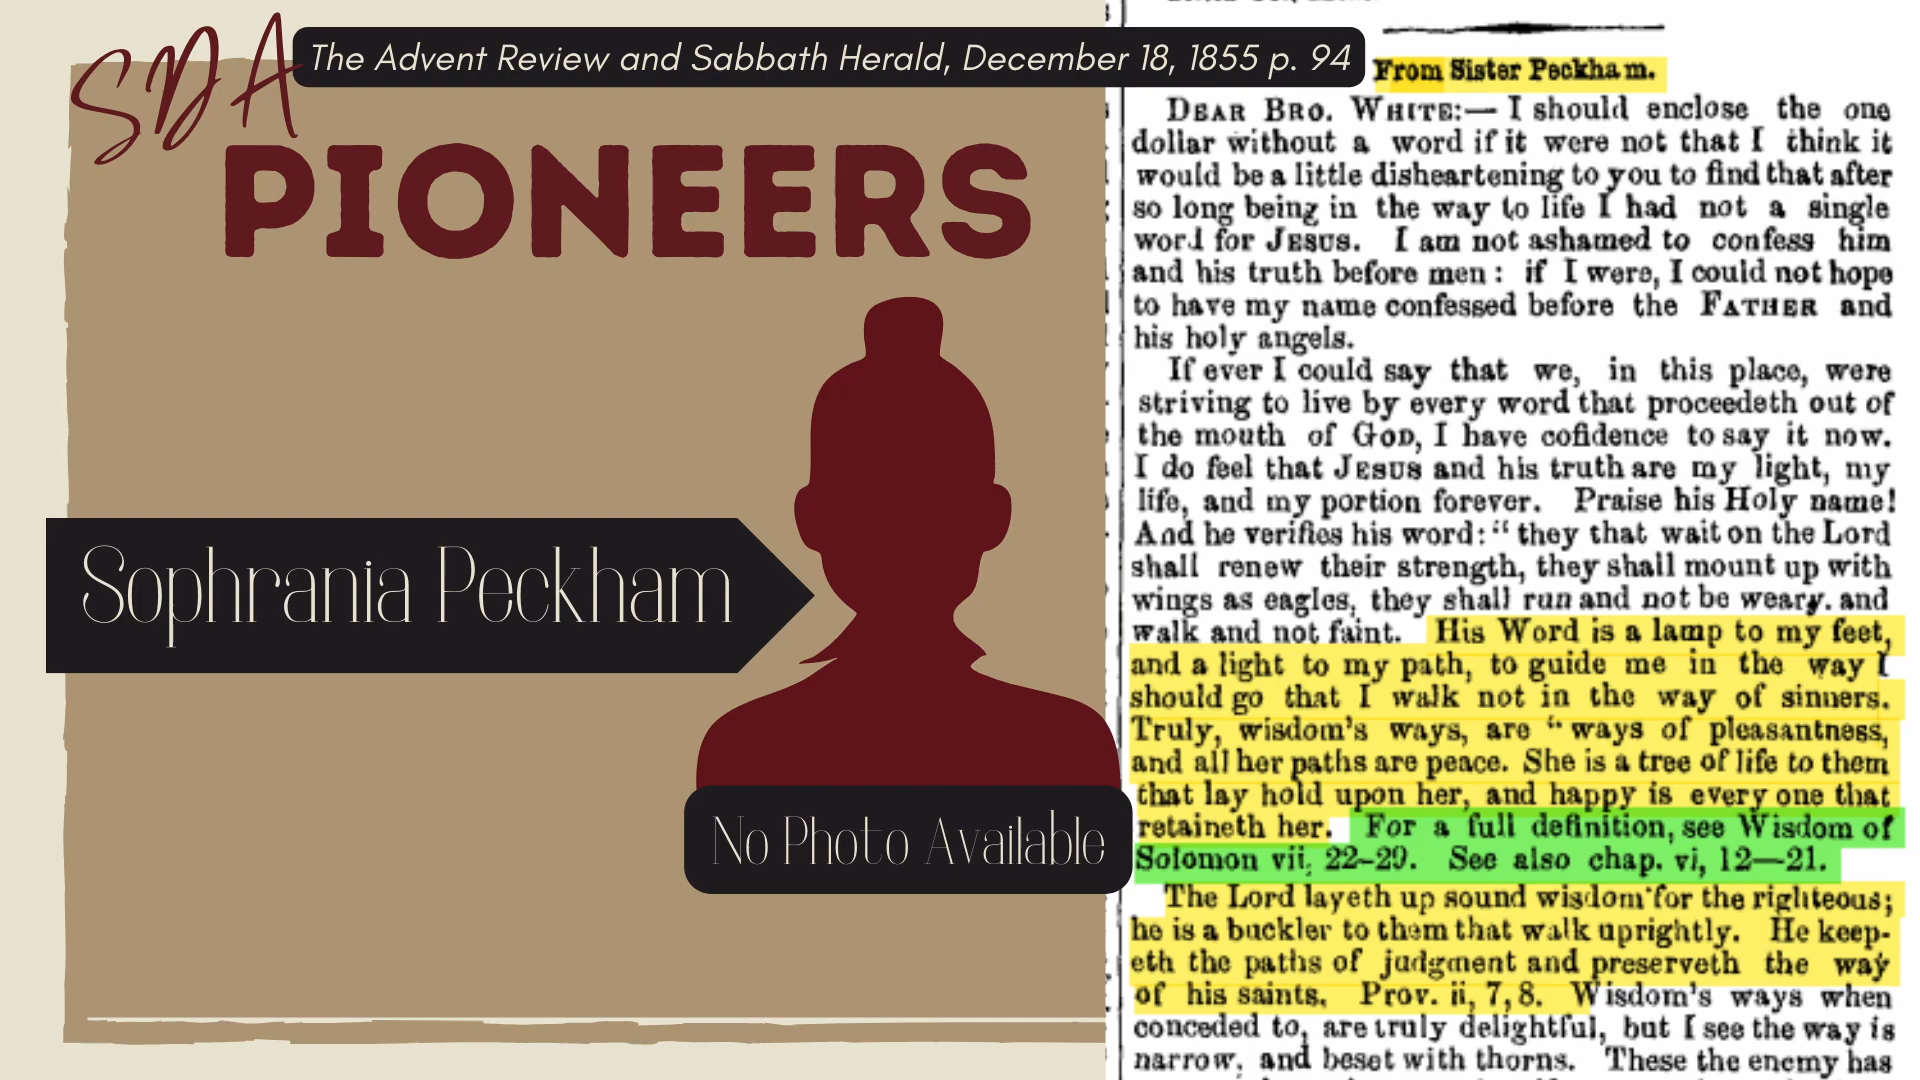 SDA
PIONEERS
The Advent Review and Sabbath Herald, December 18, 1855 p. 94
Sophrania Peckham
No Photo Available
From Sister Peckham.
DEAR BRO. WHITE:— I should enclose the one
dollar without a word if it were not that I think it
would be a little disheartening to you to find that after
so long being in the way to life I had not a single
word for JESUS. I am not ashamed to confess him
and his truth before men: if I were, I could not hope
to have my name confessed before the FATHER and
his holy angels.
If ever I could say that we, in this place, were
striving to live by every word that proceedeth out of
the mouth of GOD, I have cofidence to say it now.
I do feel that JESUS and his truth are my light, my
life, and my portion forever. Praise his Holy name!
And he verifies his word: "they that wait on the Lord
shall renew their strength, they shall mount up with
wings as eagles, they shall run and not be weary. and
walk and not faint. His Word is a lamp to my feet,
and a light to my path, to guide me in the way I
should go that I walk not in the way of sinners.
Truly, wisdom's ways, are "ways of pleasantness,
and all her paths are peace. She is a tree of life to them
that lay hold upon her, and happy is every one that
retaineth her. For a full definition, see Wisdom of
Solomon vii, 22–29. See also chap. vi, 12—21.
The Lord layeth up sound wisdom for the righteous;
he is a buckler to them that walk uprightly. He keep-
eth the paths of judgment and preserveth the way
of his saints. Prov. ii, 7, 8. Wisdom's ways when
conceded to, are truly delightful, but I see the way is
narrow, and beset with thorns. These the enemy has